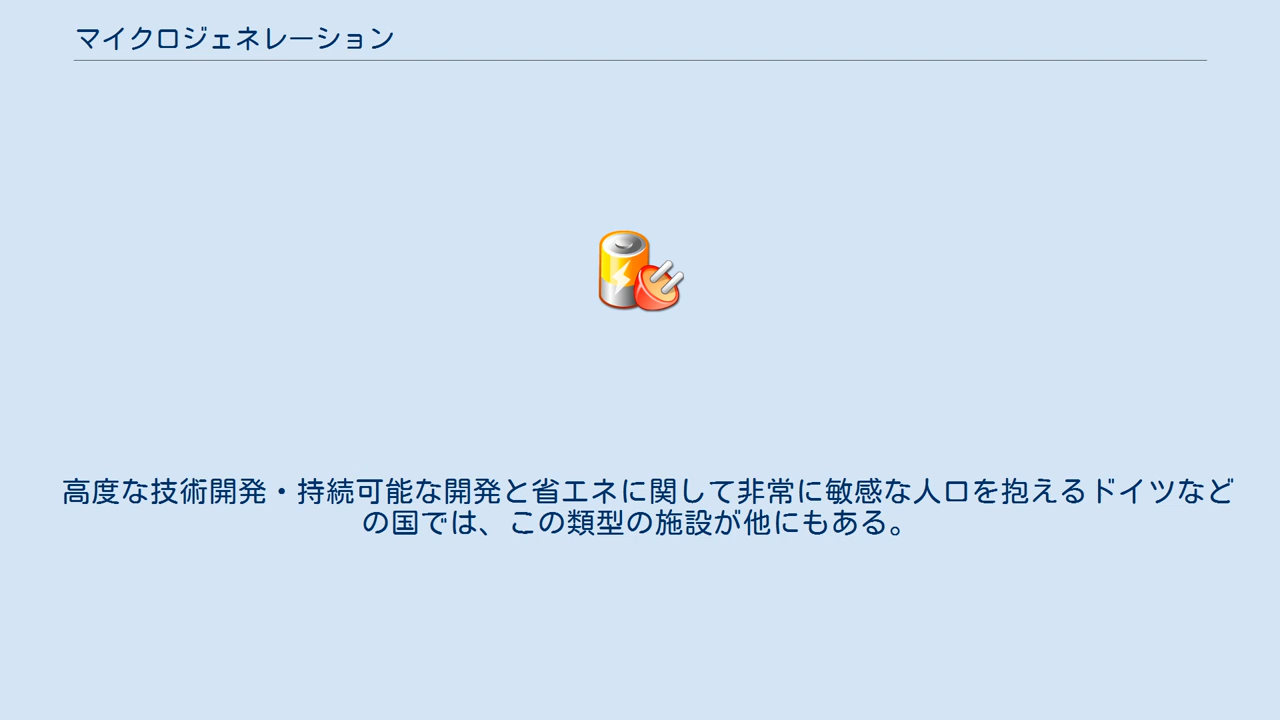 マイクロジェネレーション
高度な技術開発・持続可能な開発と省エネに関して非常に敏感な人口を抱えるドイツなど
の国では、この類型の施設が他にもある。